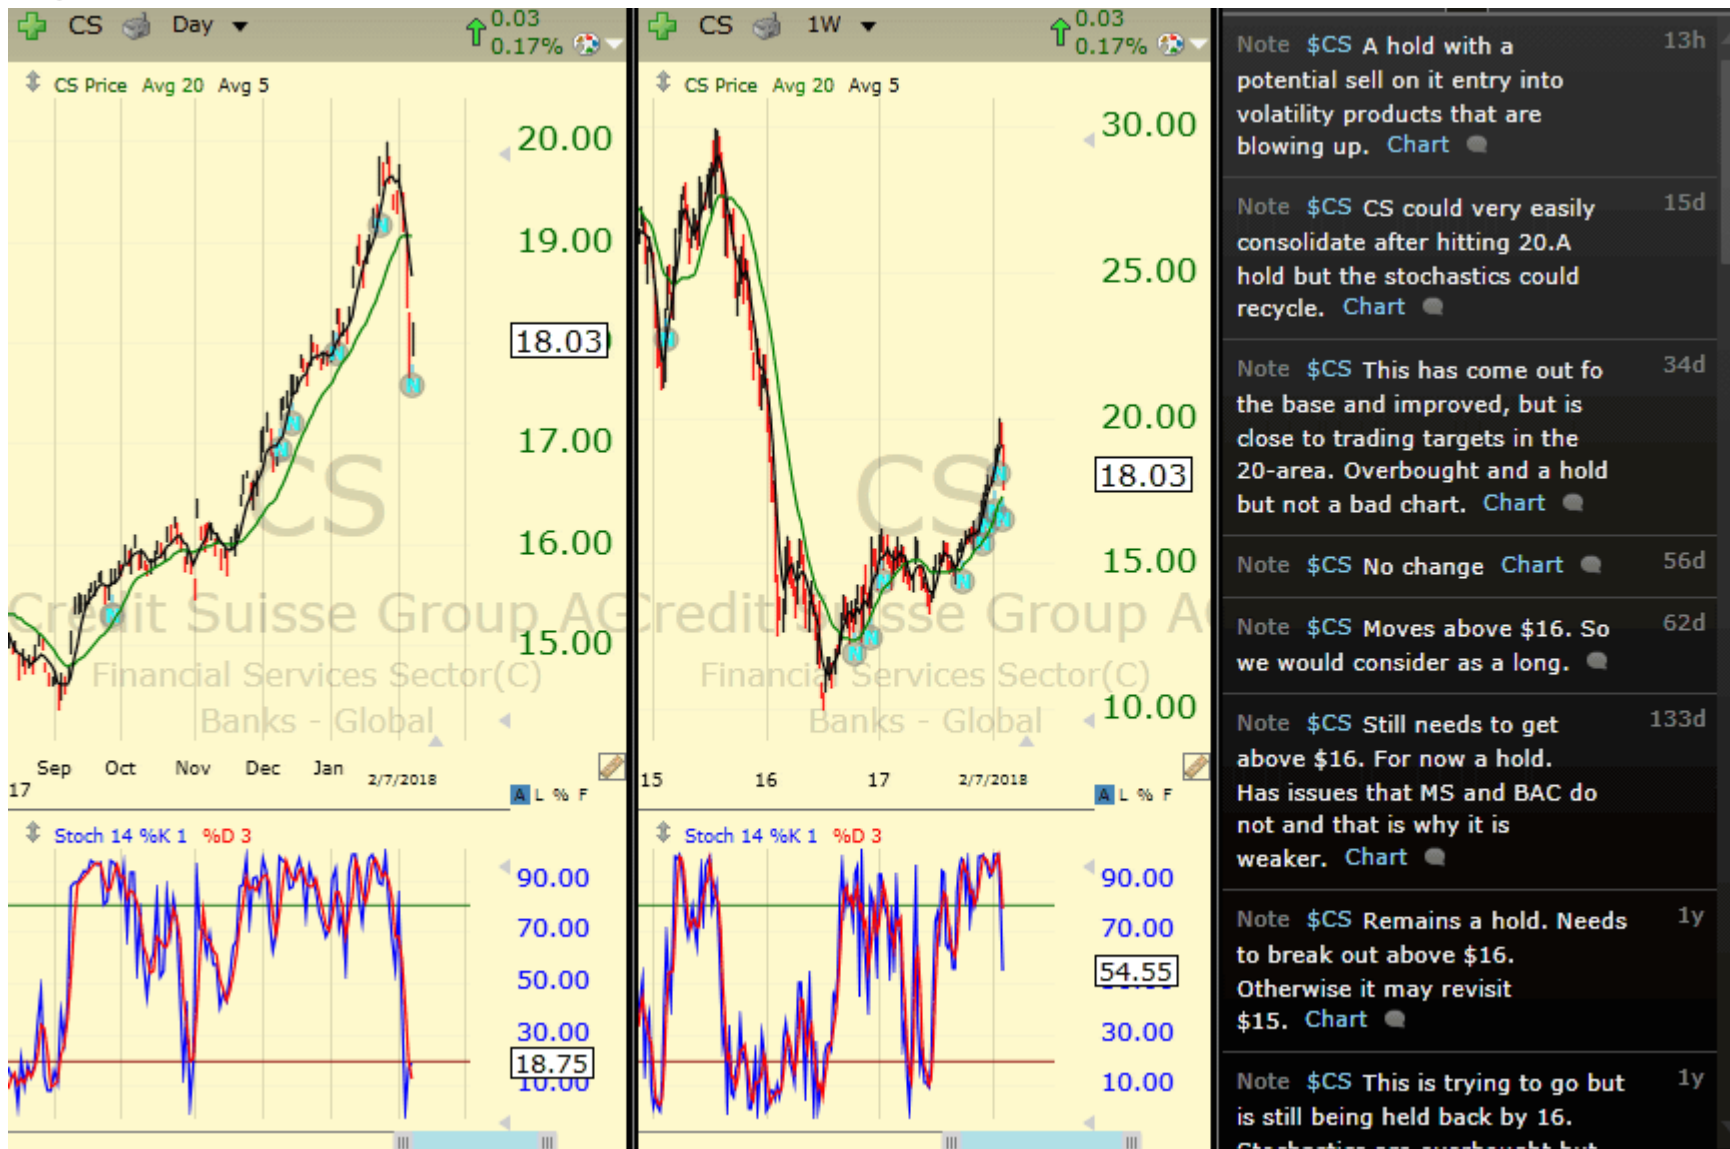 CS Day 0.03
0.17%
CS Price Avg 20 Avg 5
20.00
19.00
18.03
17.00
16.00
15.00
CS
Credit Suisse Group AG
Financial Services Sector(C)
Banks - Global
Sep Oct Nov Dec Jan 2/7/2018
17
A L % F
Stoch 14 %K 1 %D 3
90.00
70.00
50.00
30.00
18.75
10.00
CS 1W 0.03
0.17%
CS Price Avg 20 Avg 5
30.00
25.00
20.00
18.03
15.00
10.00
CS
Credit Suisse Group AG
Financial Services Sector(C)
Banks - Global
15 16 17 2/7/2018
A L % F
Stoch 14 %K 1 %D 3
90.00
70.00
54.55
30.00
10.00
Note $CS A hold with a 13h
potential sell on it entry into
volatility products that are
blowing up. Chart
Note $CS CS could very easily 15d
consolidate after hitting 20.A
hold but the stochastics could
recycle. Chart
Note $CS This has come out fo 34d
the base and improved, but is
close to trading targets in the
20-area. Overbought and a hold
but not a bad chart. Chart
Note $CS No change Chart 56d
Note $CS Moves above $16. So 62d
we would consider as a long.
Note $CS Still needs to get 133d
above $16. For now a hold.
Has issues that MS and BAC do
not and that is why it is
weaker. Chart
Note $CS Remains a hold. Needs 1y
to break out above $16.
Otherwise it may revisit
$15. Chart
Note $CS This is trying to go but 1y
is still being held back by 16.
Stochastics are overbought but